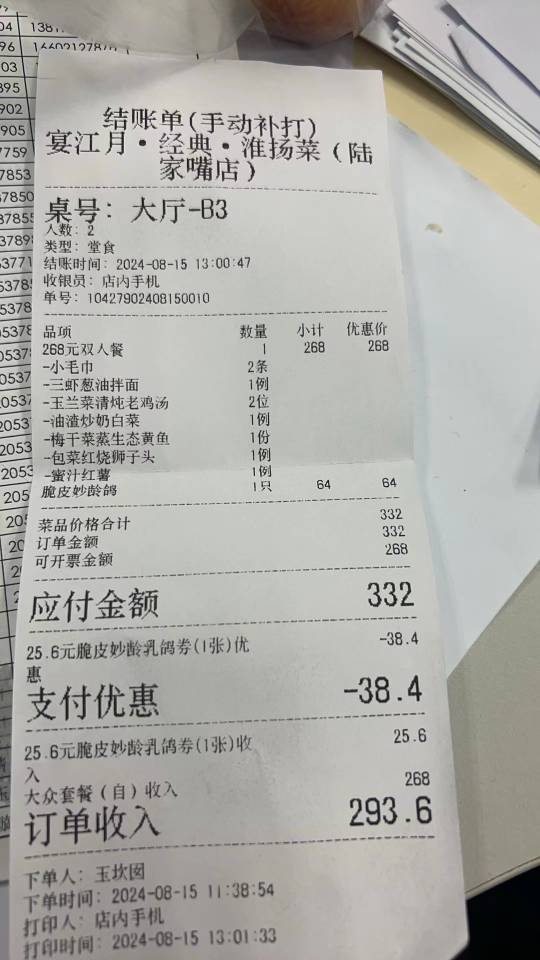 结账单(手动补打)
宴江月·经典·淮扬菜(陆
家嘴店)
桌号: 大厅-B3
人数: 2
类型: 堂食
结账时间: 2024-08-15 13:00:47
收银员: 店内手机
单号: 10427902408150010
品项 数量 小计 优惠价
268元双人餐 1 268 268
-小毛巾 2条
-三虾葱油拌面 1例
-玉兰菜清炖老鸡汤 2位
-油渣炒奶白菜 1例
-梅干菜蒸生态黄鱼 1份
-包菜红烧狮子头 1例
-蜜汁红薯 1例
脆皮妙龄鸽 1只 64 64
菜品价格合计 332
订单金额 332
可开票金额 268
应付金额 332
25.6元脆皮妙龄乳鸽券(1张)优 -38.4
惠
支付优惠 -38.4
25.6元脆皮妙龄乳鸽券(1张)收 25.6
入
大众套餐(自)收入 268
订单收入 293.6
下单人: 玉坎囡
下单时间: 2024-08-15 11:38:54
打印人: 店内手机
打印时间: 2024-08-15 13:01:33